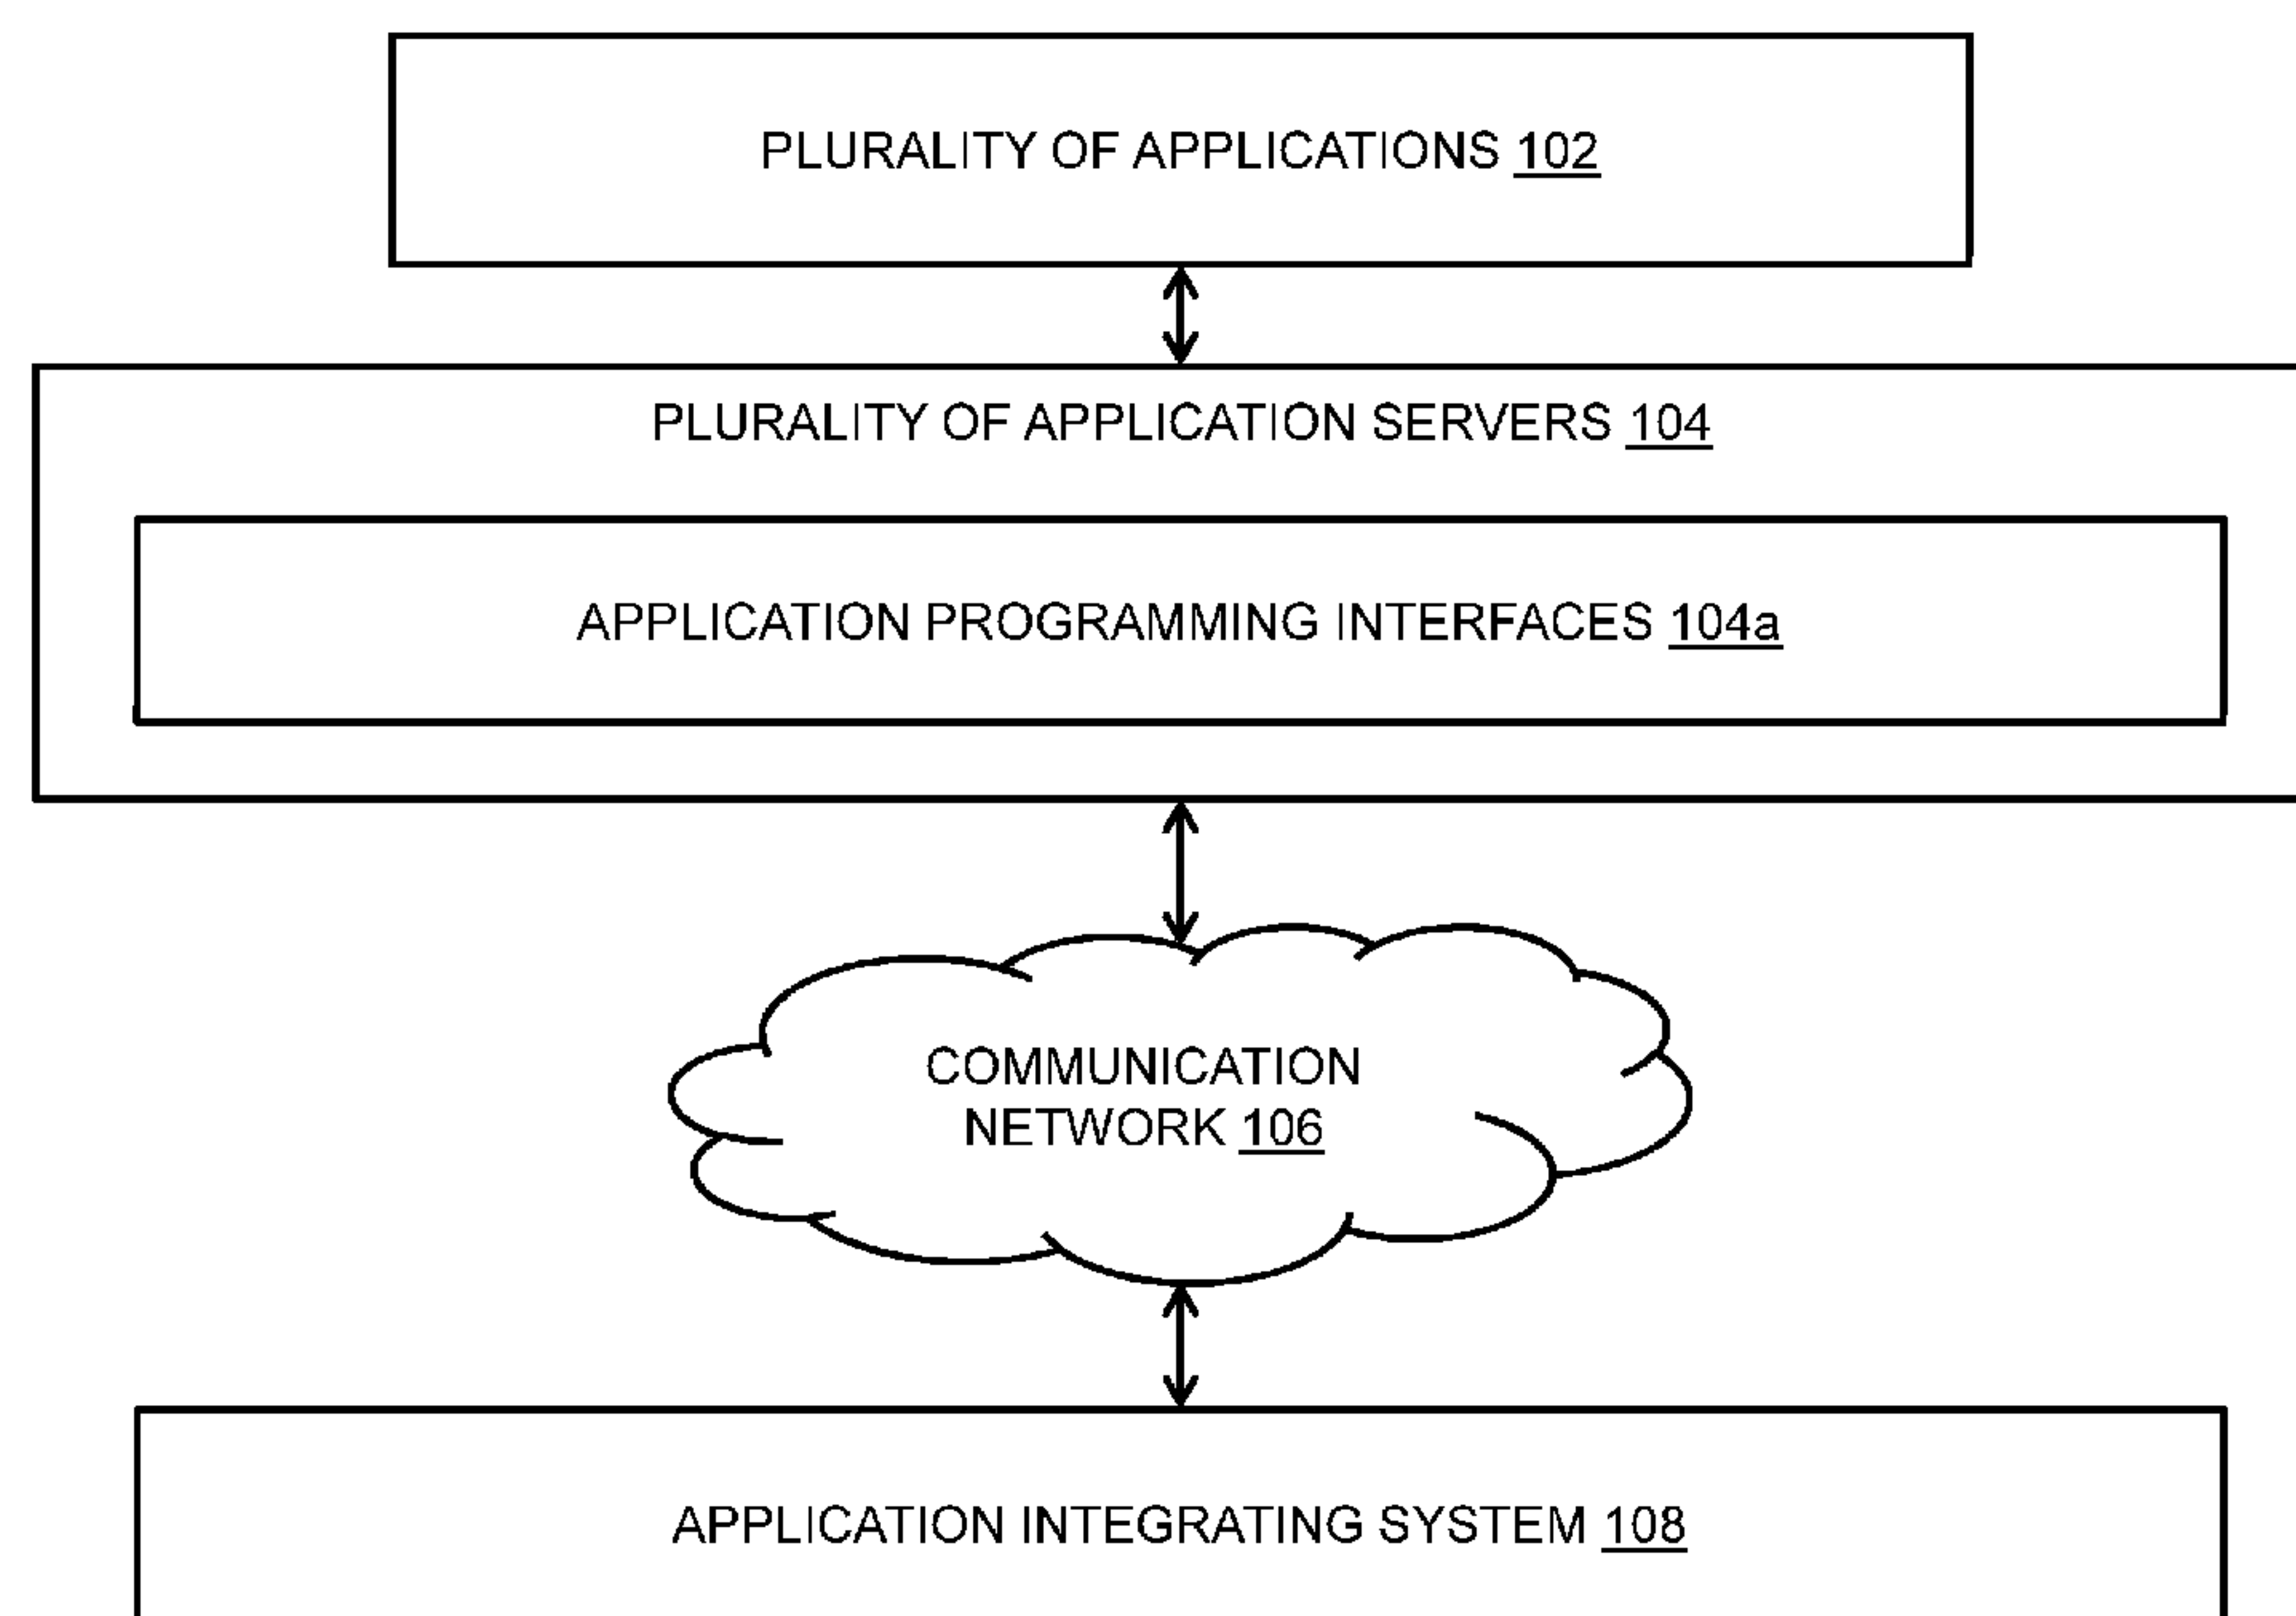 PLURALITY OF APPLICATIONS 102
PLURALITY OF APPLICATION SERVERS 104
APPLICATION PROGRAMMING INTERFACES 104a
COMMUNICATION
NETWORK 106
APPLICATION INTEGRATING SYSTEM 108